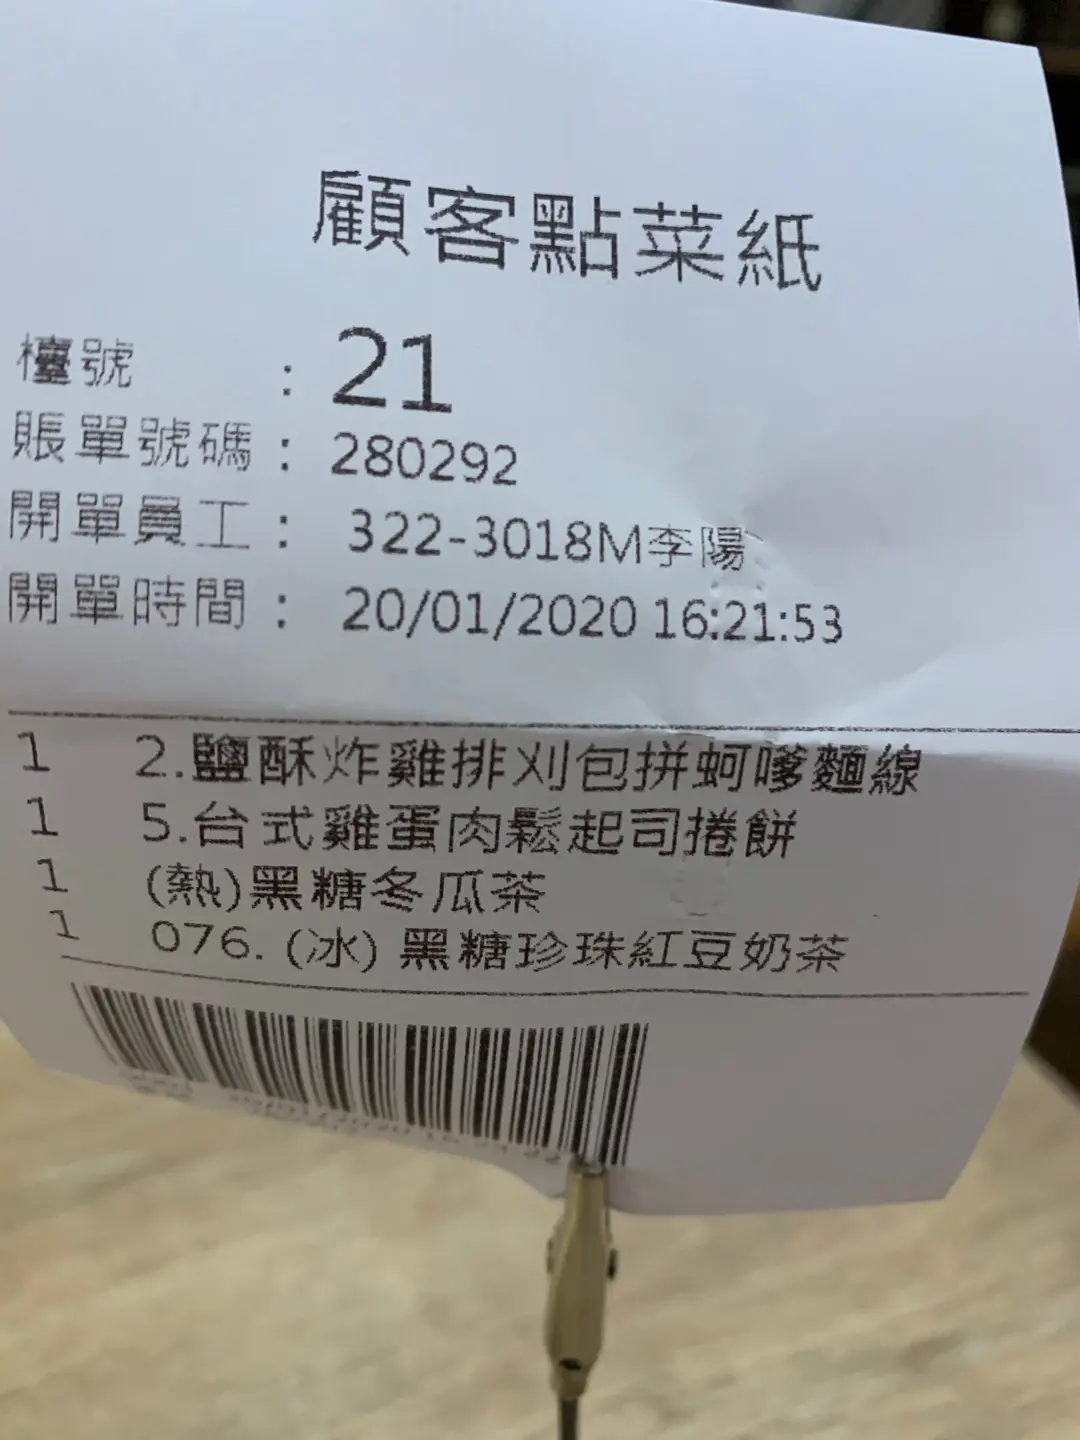 顧客點菜紙
檯號 : 21
賬單號碼 : 280292
開單員工 : 322-3018M李陽
開單時間 : 20/01/2020 16:21:53
1 2.鹽酥炸雞排刈包拼蚵嗲麵線
1 5.台式雞蛋肉鬆起司捲餅
1 (熱)黑糖冬瓜茶
1 076. (冰) 黑糖珍珠紅豆奶茶